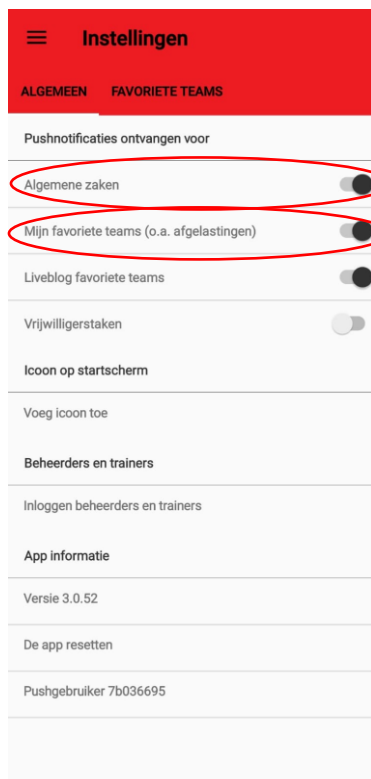 Instellingen
ALGEMEEN FAVORIETE TEAMS
Pushnotificaties ontvangen voor
Algemene zaken
Mijn favoriete teams (o.a. afgelastingen)
Liveblog favoriete teams
Vrijwilligerstaken
Icoon op startscherm
Voeg icoon toe
Beheerders en trainers
Inloggen beheerders en trainers
App informatie
Versie 3.0.52
De app resetten
Pushgebruiker 7b036695